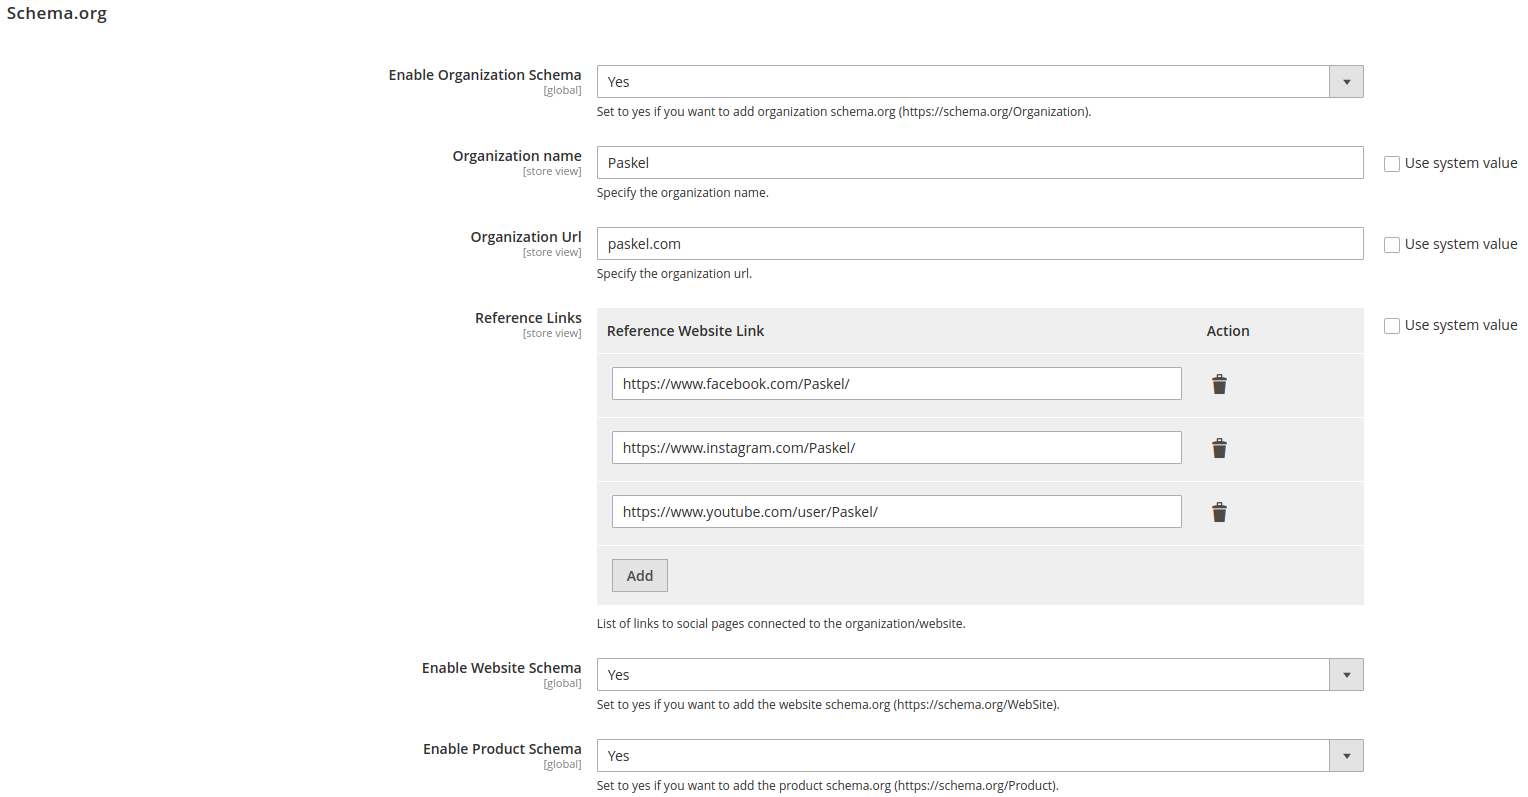 Schema.org
Enable Organization Schema
[global]
Yes
Set to yes if you want to add organization schema.org (https://schema.org/Organization).
Organization name
[store view]
Paskel
Use system value
Specify the organization name.
Organization Url
[store view]
paskel.com
Use system value
Specify the organization url.
Reference Links
[store view]
Reference Website Link Action
Use system value
https://www.facebook.com/Paskel/
https://www.instagram.com/Paskel/
https://www.youtube.com/user/Paskel/
Add
List of links to social pages connected to the organization/website.
Enable Website Schema
[global]
Yes
Set to yes if you want to add the website schema.org (https://schema.org/WebSite).
Enable Product Schema
[global]
Yes
Set to yes if you want to add the product schema.org (https://schema.org/Product).